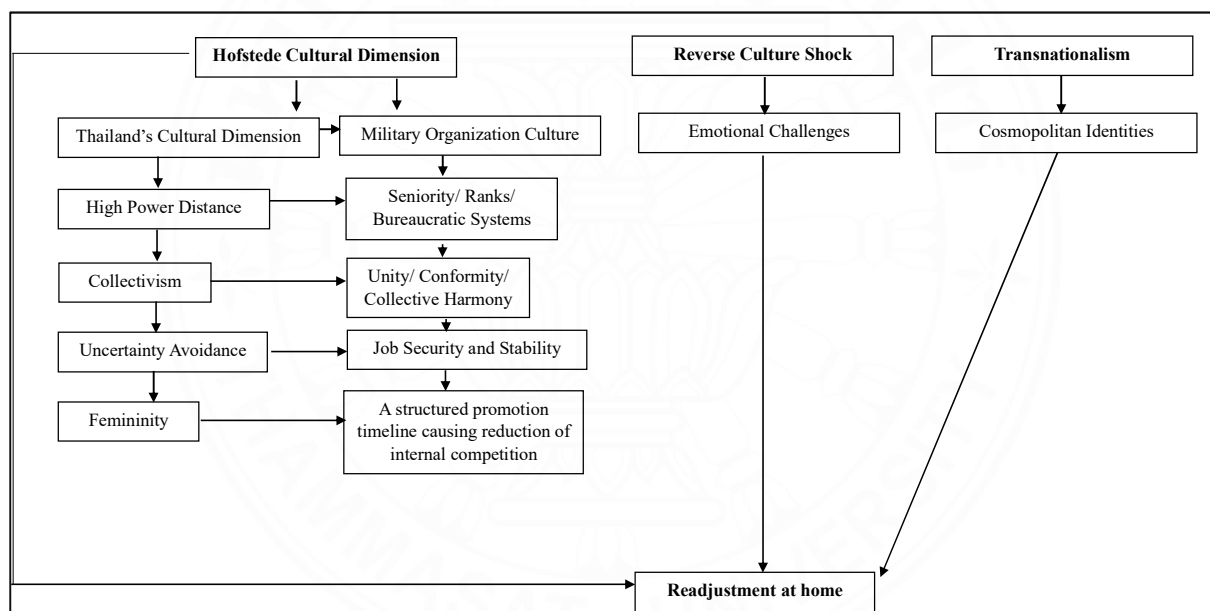 Hofstede Cultural Dimension
Reverse Culture Shock
Transnationalism
Thailand's Cultural Dimension
Military Organization Culture
Emotional Challenges
Cosmopolitan Identities
High Power Distance
Seniority/ Ranks/
Bureaucratic Systems
Collectivism
Unity/ Conformity/
Collective Harmony
Uncertainty Avoidance
Job Security and Stability
Femininity
A structured promotion
timeline causing reduction of
internal competition
Readjustment at home